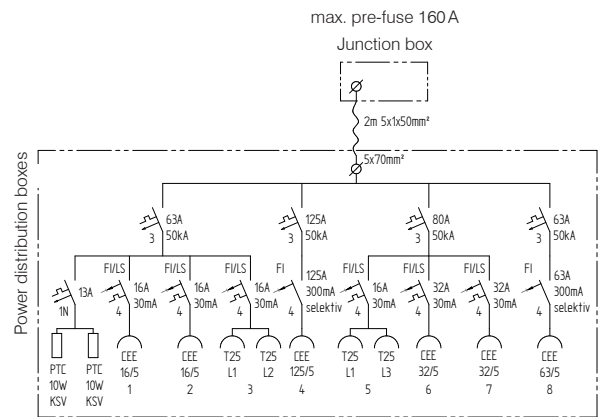 max. pre-fuse 160 A
Junction box
2m 5x1x50mm²
5x70mm²
Power distribution boxes
63A
50kA
3
125A
50kA
3
80A
50kA
3
63A
50kA
3
13A
1N
FI/LS
16A
30mA
4
FI/LS
16A
30mA
4
FI/LS
16A
30mA
4
FI
125A
300mA
selektiv
4
FI/LS
16A
30mA
4
FI/LS
32A
30mA
4
FI/LS
32A
30mA
4
FI
63A
300mA
selektiv
4
PTC
10W
KSV
PTC
10W
KSV
CEE
16/5
1
CEE
16/5
2
T25
L1
T25
L2
3
CEE
125/5
4
T25
L1
T25
L3
5
CEE
32/5
6
CEE
32/5
7
CEE
63/5
8